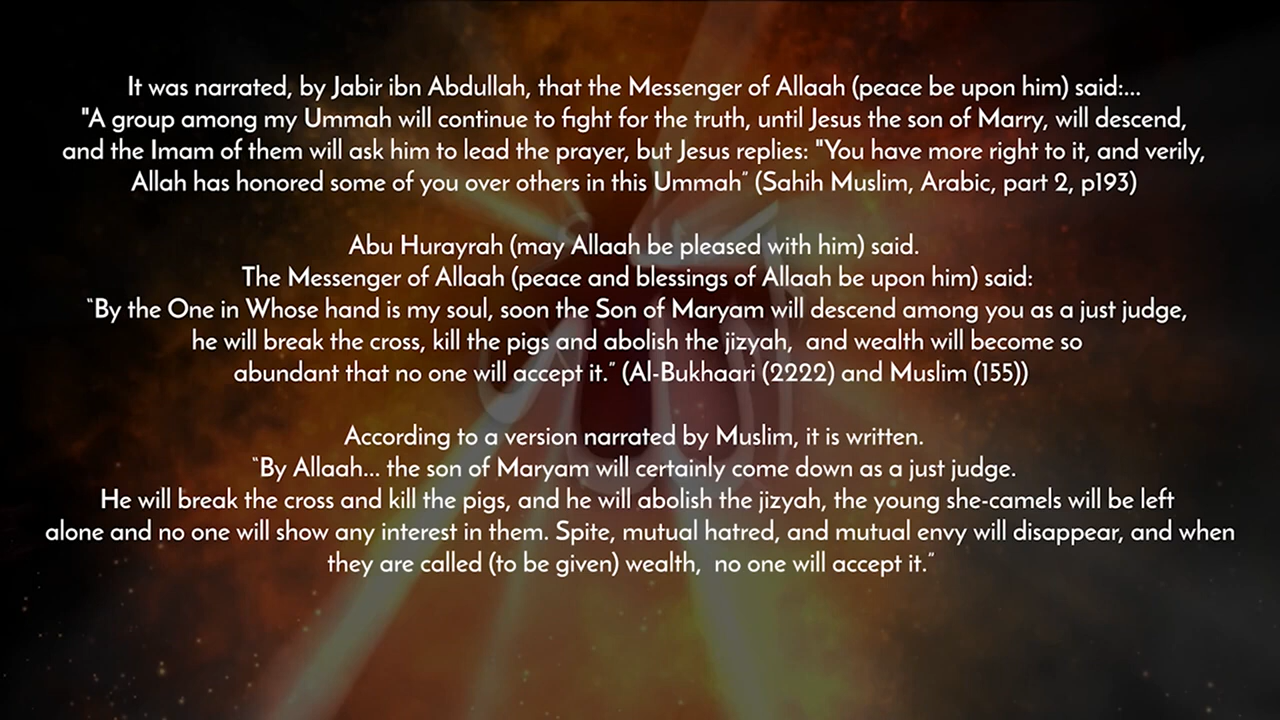 It was narrated, by Jabir ibn Abdullah, that the Messenger of Allaah (peace be upon him) said:...
"A group among my Ummah will continue to fight for the truth, until Jesus the son of Marry, will descend,
and the Imam of them will ask him to lead the prayer, but Jesus replies: "You have more right to it, and verily,
Allah has honored some of you over others in this Ummah” (Sahih Muslim, Arabic, part 2, p193)
Abu Hurayrah (may Allaah be pleased with him) said.
The Messenger of Allaah (peace and blessings of Allaah be upon him) said:
“By the One in Whose hand is my soul, soon the Son of Maryam will descend among you as a just judge,
he will break the cross, kill the pigs and abolish the jizyah,  and wealth will become so
abundant that no one will accept it.” (Al-Bukhaari (2222) and Muslim (155))
According to a version narrated by Muslim, it is written.
“By Allaah... the son of Maryam will certainly come down as a just judge.
He will break the cross and kill the pigs, and he will abolish the jizyah, the young she-camels will be left
alone and no one will show any interest in them. Spite, mutual hatred, and mutual envy will disappear, and when
they are called (to be given) wealth,  no one will accept it.”